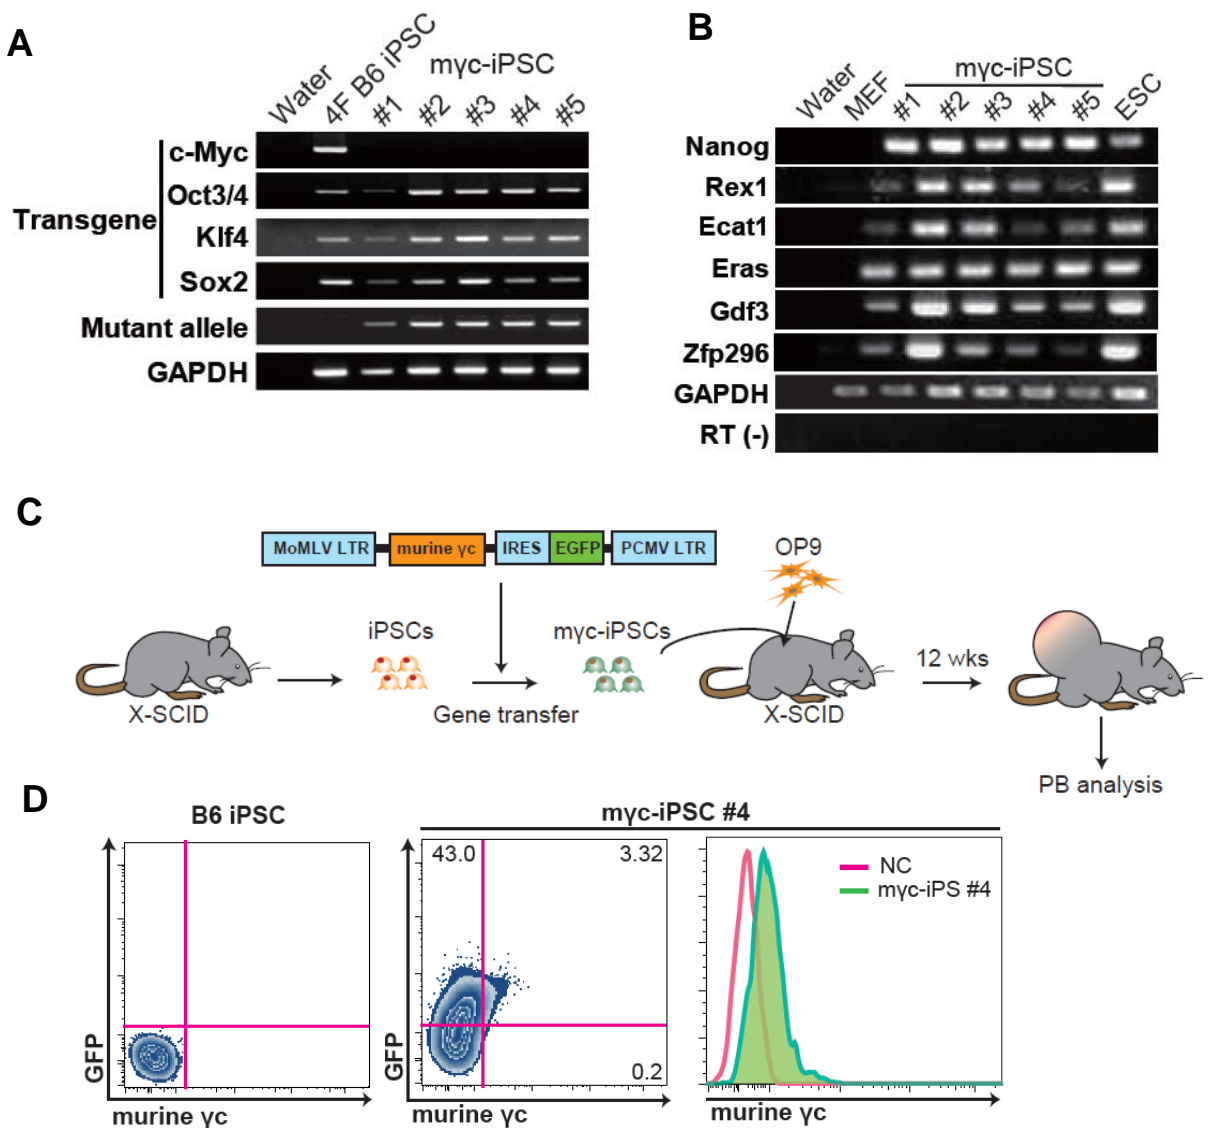 A
Water
4F B6 iPSC
mγc-iPSC
#1
#2
#3
#4
#5
Transgene
c-Myc
Oct3/4
Klf4
Sox2
Mutant allele
GAPDH
B
Water
MEF
mγc-iPSC
#1
#2
#3
#4
#5
ESC
Nanog
Rex1
Ecat1
Eras
Gdf3
Zfp296
GAPDH
RT (-)
C
MoMLV LTR
murine γc
IRES
EGFP
PCMV LTR
OP9
iPSCs
mγc-iPSCs
12 wks
X-SCID
Gene transfer
X-SCID
PB analysis
D
B6 iPSC
mγc-iPSC #4
43.0
3.32
0.2
NC
mγc-iPS #4
GFP
murine γc
GFP
murine γc
murine γc